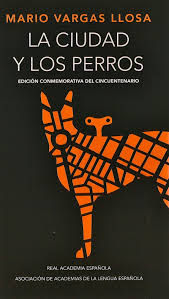 MARIO VARGAS LLOSA
LA CIUDAD
Y LOS PERROS
EDICIÓN CONMEMORATIVA DEL CINCUENTENARIO
REAL ACADEMIA ESPAÑOLA
ASOCIACIÓN DE ACADEMIAS DE LA LENGUA ESPAÑOLA